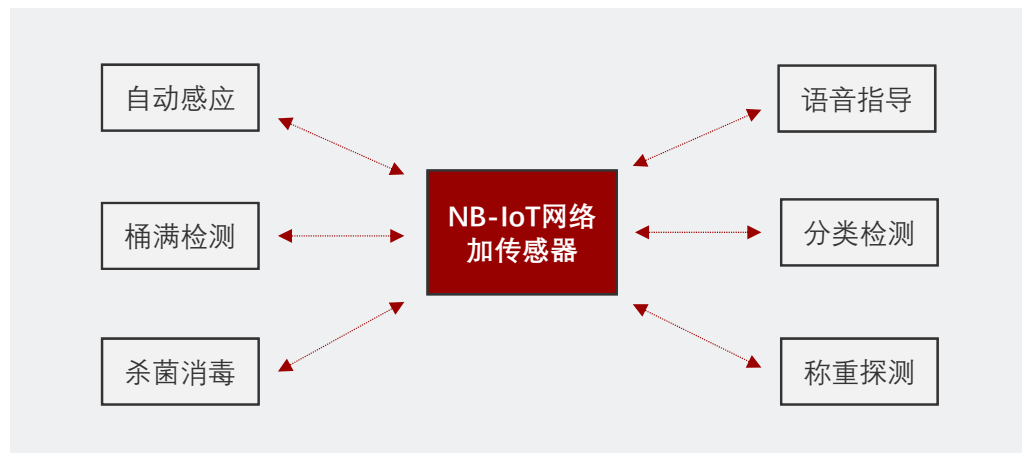 自动感应
语音指导
NB-IoT网络
加传感器
桶满检测
分类检测
杀菌消毒
称重探测